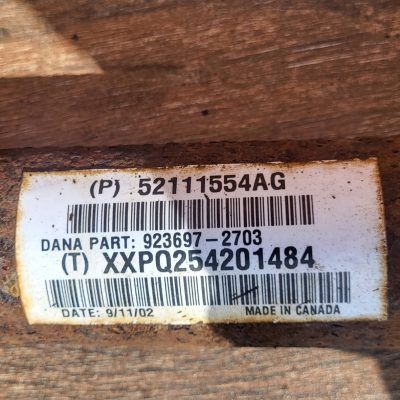 (P) 52111554AG
DANA PART: 923697-2703
(T) XXPQ254201484
DATE: 9/11/02 MADE IN CANADA